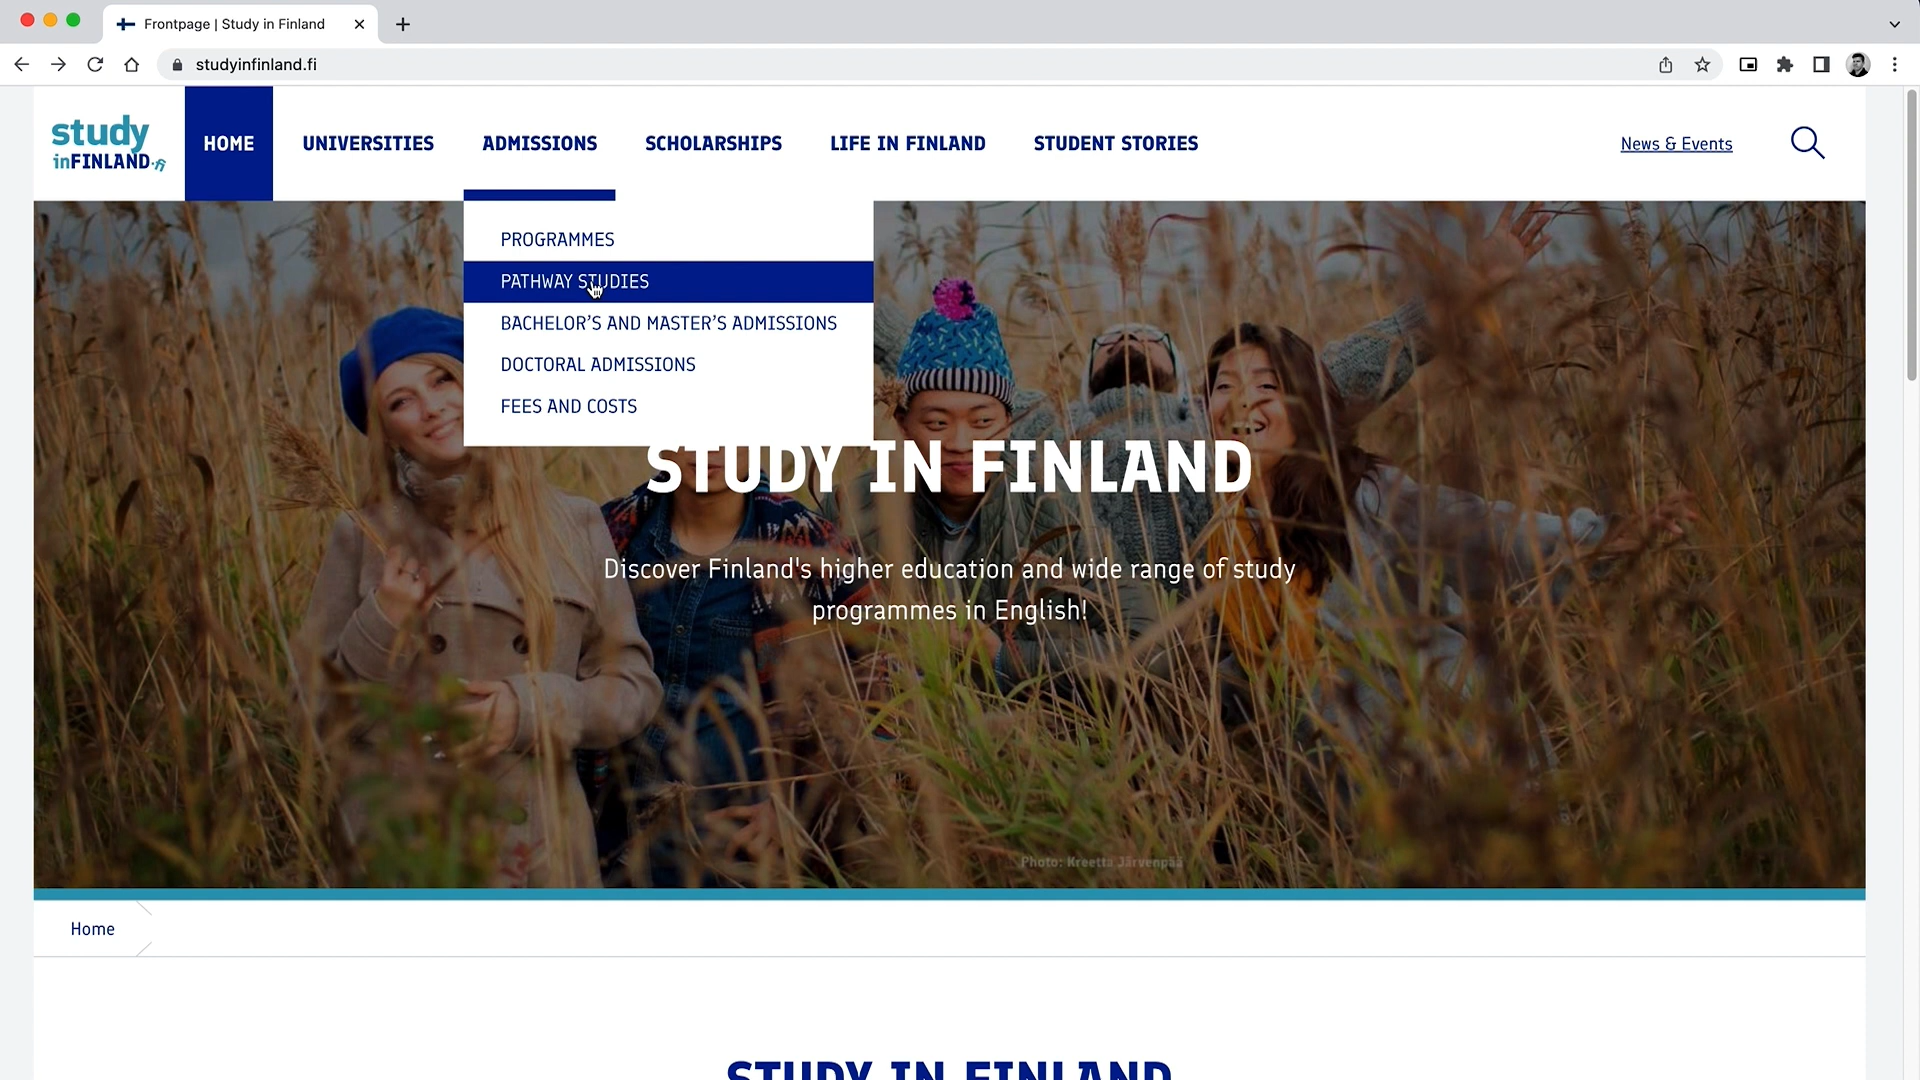 Frontpage | Study in Finland
studyinfinland.fi
study
inFINLAND.fi
HOME
UNIVERSITIES
ADMISSIONS
SCHOLARSHIPS
LIFE IN FINLAND
STUDENT STORIES
News & Events
PROGRAMMES
PATHWAY STUDIES
BACHELOR’S AND MASTER’S ADMISSIONS
DOCTORAL ADMISSIONS
FEES AND COSTS
STUDY IN FINLAND
Discover Finland's higher education and wide range of study
programmes in English!
Photo: Kreetta Järvenpää
Home
STUDY IN FINLAND